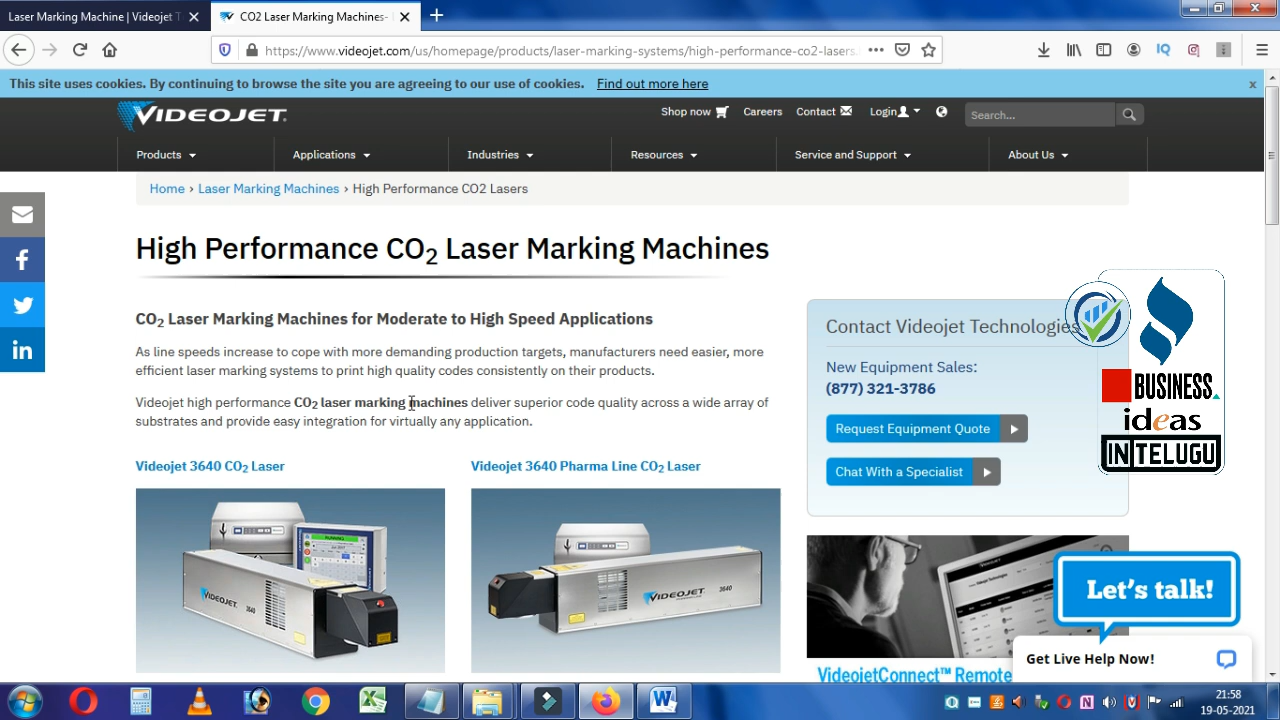 Laser Marking Machine | Videojet T
CO2 Laser Marking Machines-
https://www.videojet.com/us/homepage/products/laser-marking-systems/high-performance-co2-lasers.
IQ
This site uses cookies. By continuing to browse the site you are agreeing to our use of cookies. Find out more here x
VIDEOJET.
Shop now Careers Contact Login Search...
Products Applications Industries Resources Service and Support About Us
Home › Laser Marking Machines › High Performance CO2 Lasers
High Performance CO2 Laser Marking Machines
CO2 Laser Marking Machines for Moderate to High Speed Applications
As line speeds increase to cope with more demanding production targets, manufacturers need easier, more
efficient laser marking systems to print high quality codes consistently on their products.
Videojet high performance CO2 laser marking machines deliver superior code quality across a wide array of
substrates and provide easy integration for virtually any application.
Videojet 3640 CO2 Laser
Videojet 3640 Pharma Line CO2 Laser
VIDEOJET. 3640
VIDEOJET 3640
Contact Videojet Technologies
New Equipment Sales:
(877) 321-3786
Request Equipment Quote
Chat With a Specialist
BUSINESS.
ideas
IN TELUGU
Let's talk!
Get Live Help Now!
VideojetConnect™ Remote
f
in
21:58
19-05-2021